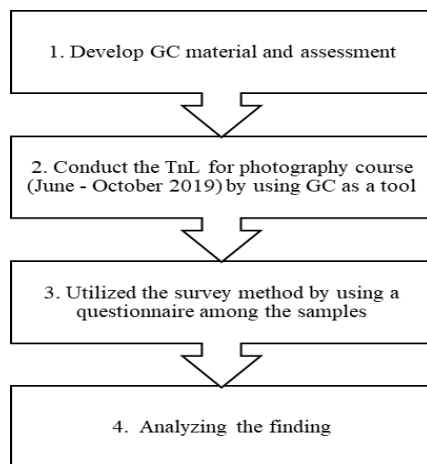 1. Develop GC material and assessment
2. Conduct the TnL for photography course
(June - October 2019) by using GC as a tool
3. Utilized the survey method by using a
questionnaire among the samples
4. Analyzing the finding